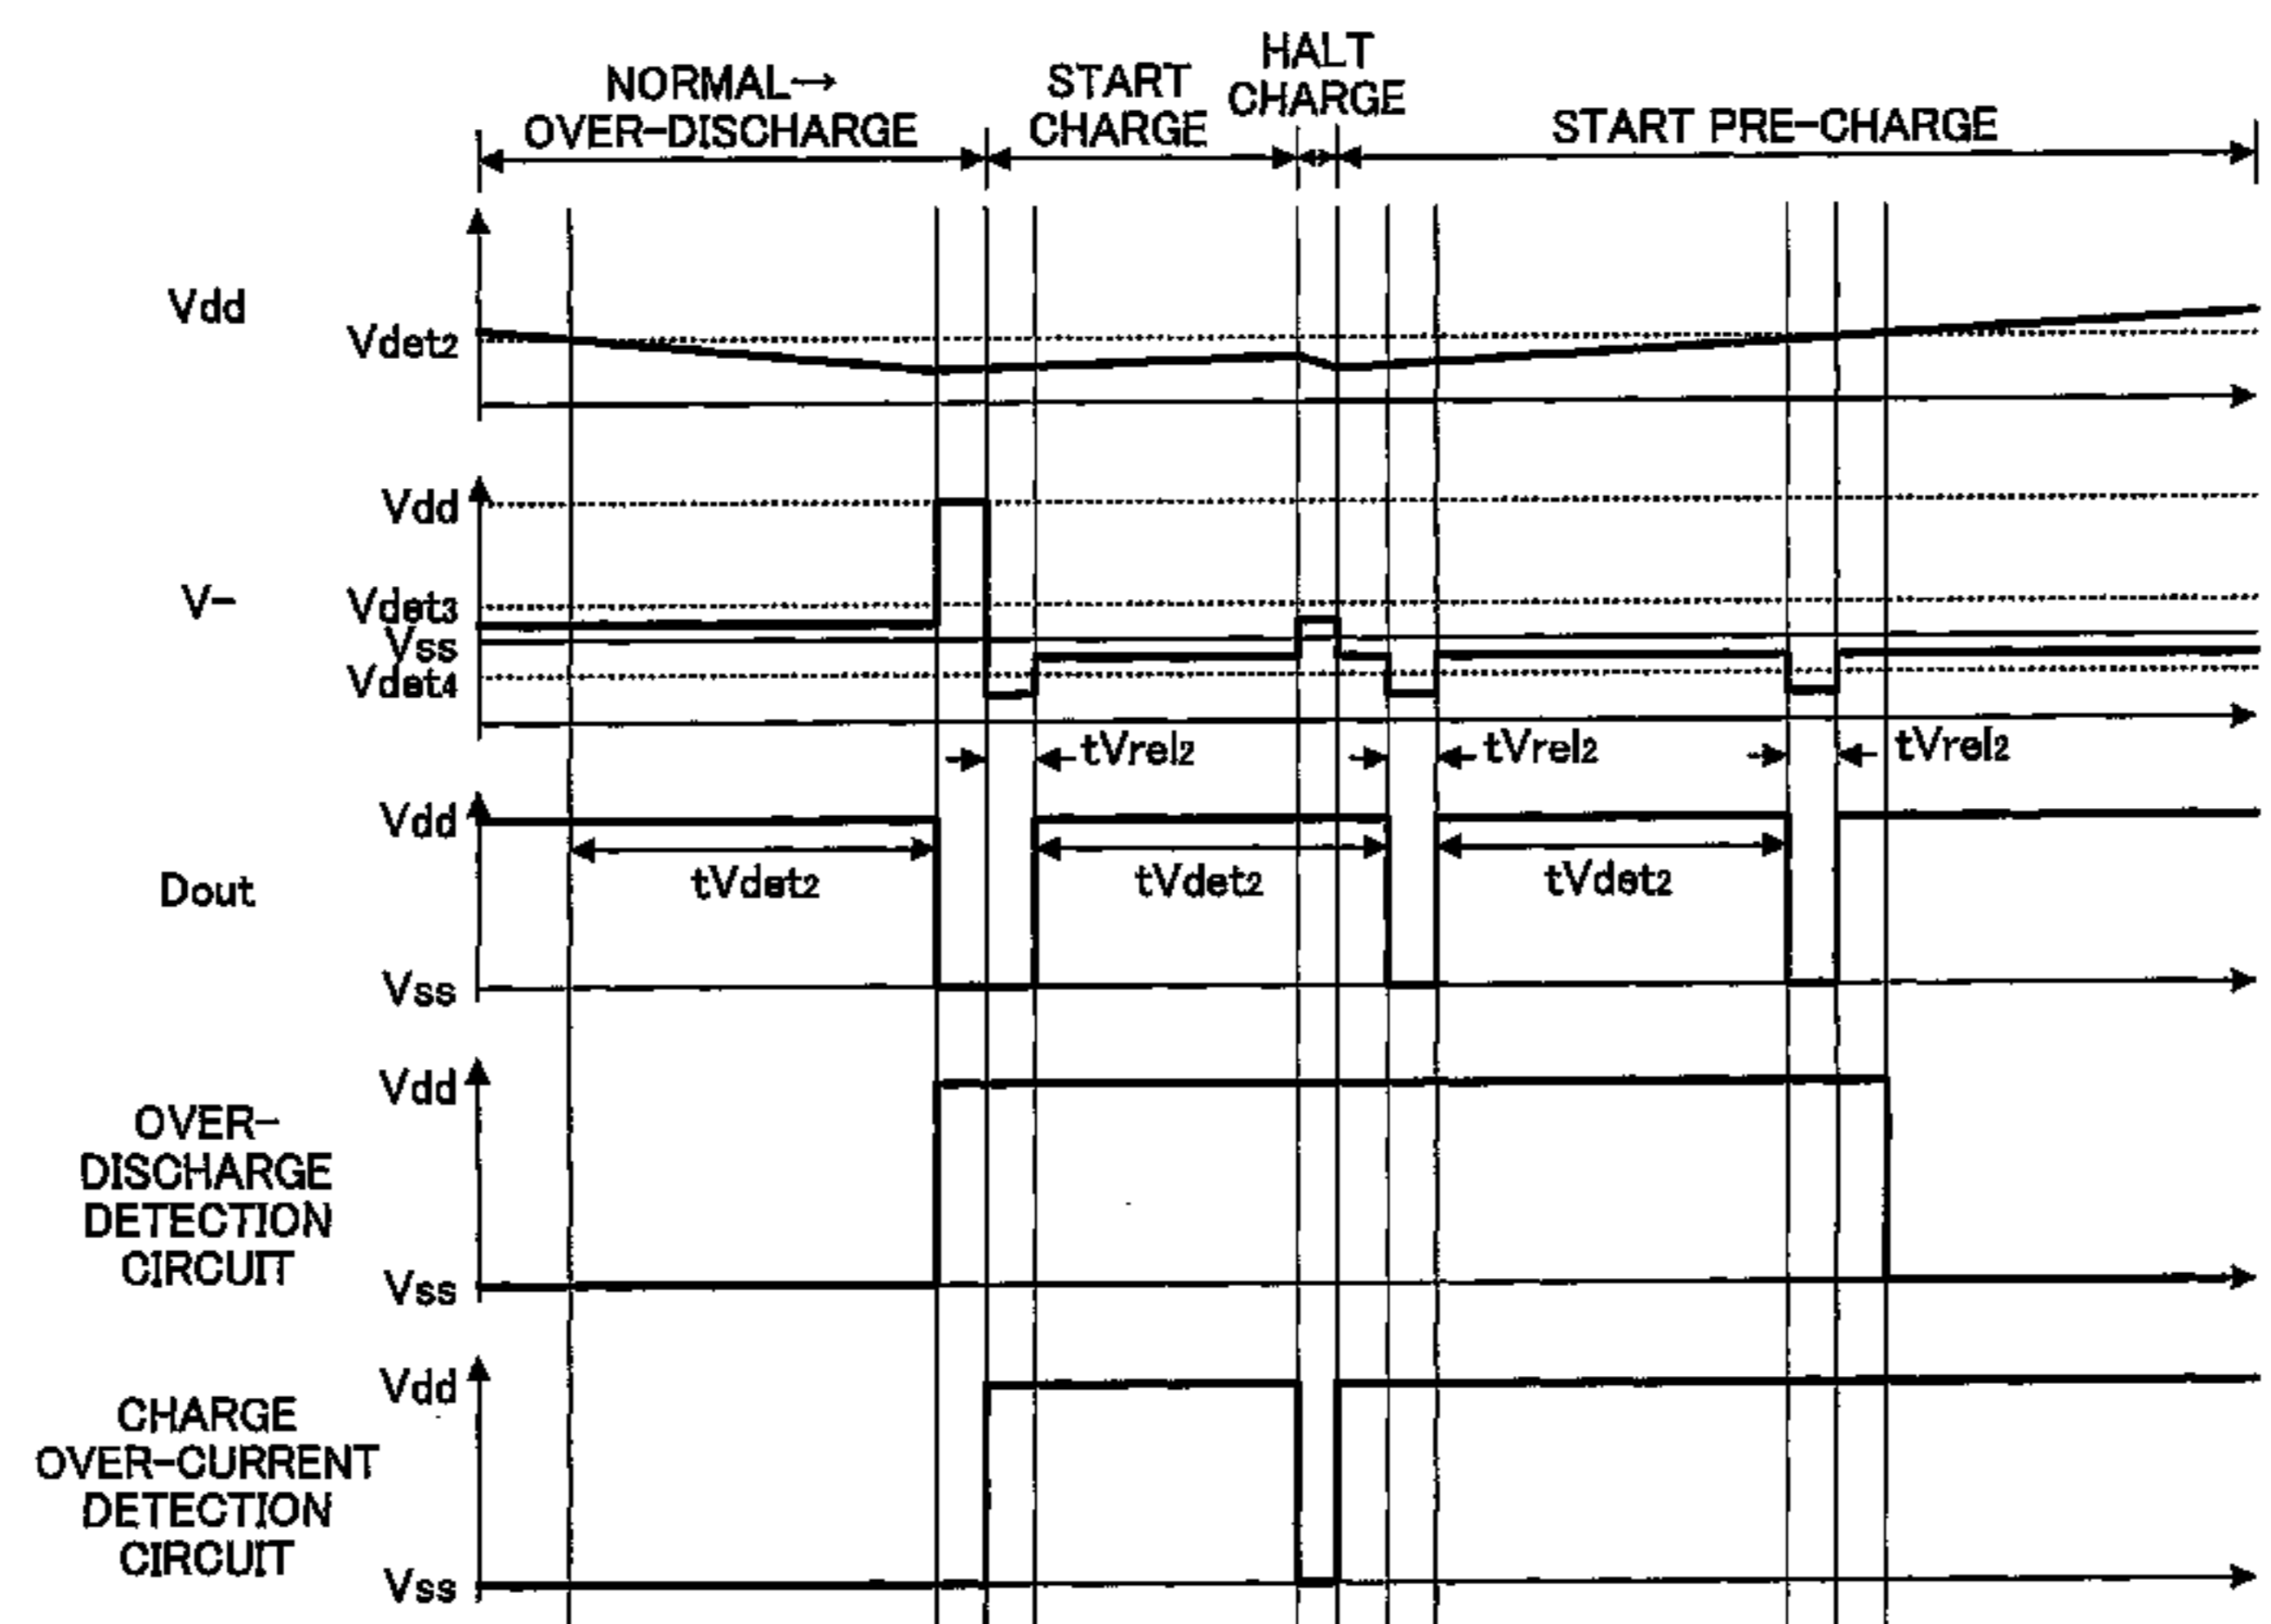 NORMAL→
OVER-DISCHARGE
START
CHARGE
HALT
CHARGE
START PRE-CHARGE
Vdd
Vdet2
V-
Vdd
Vdet3
Vss
Vdet4
tVrel2
tVrel2
tVrel2
Dout
Vdd
tVdet2
tVdet2
tVdet2
Vss
OVER-
DISCHARGE
DETECTION
CIRCUIT
Vdd
Vss
CHARGE
OVER-CURRENT
DETECTION
CIRCUIT
Vdd
Vss